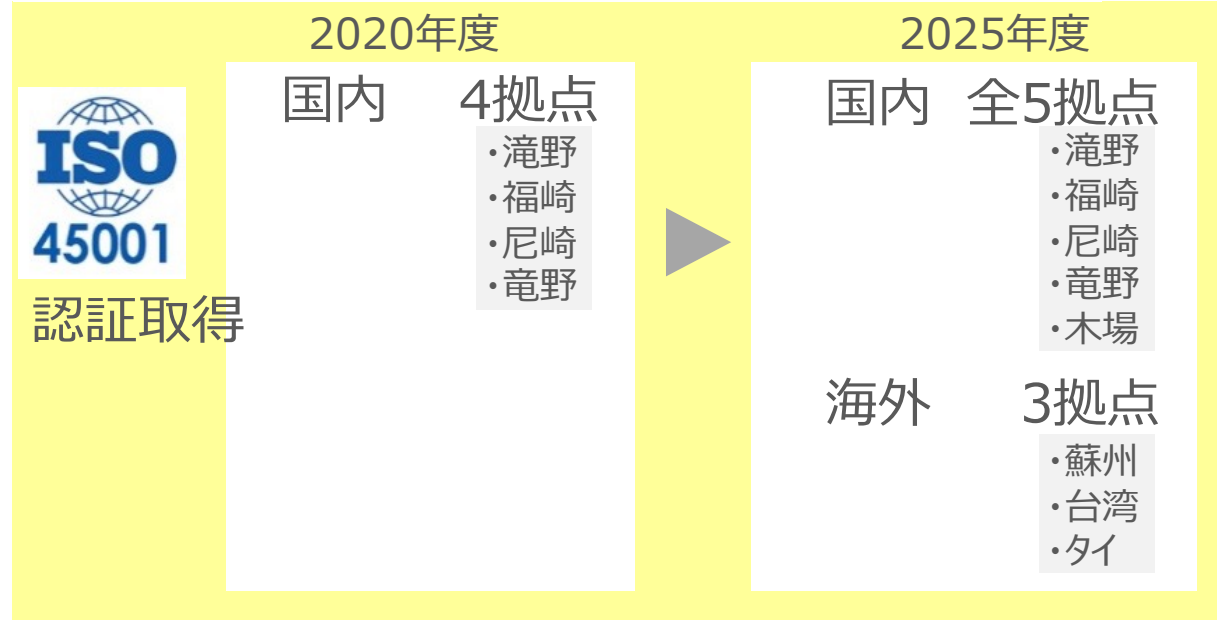 2020年度
2025年度
ISO
45001
認証取得
国内 4拠点
・滝野
・福崎
・尼崎
・竜野
国内 全5拠点
・滝野
・福崎
・尼崎
・竜野
・木場
海外 3拠点
・蘇州
・台湾
・タイ